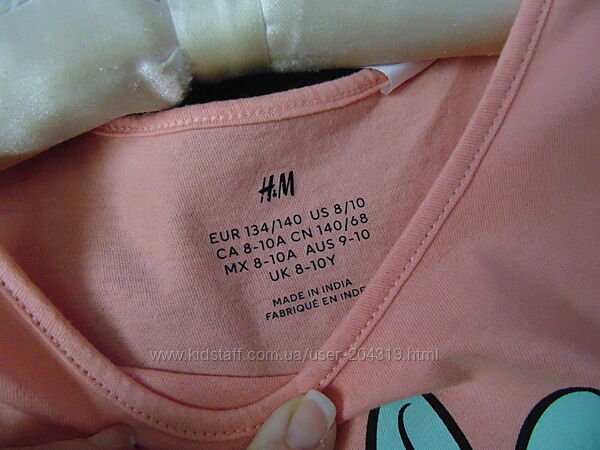 H&M
EUR 134/140 US 8/10
CA 8-10A CN 140/68
MX 8-10A AUS 9-10
UK 8-10Y
MADE IN INDIA
FABRIQUÉ EN INDE
www.kidstaff.com.ua/user-204319.html